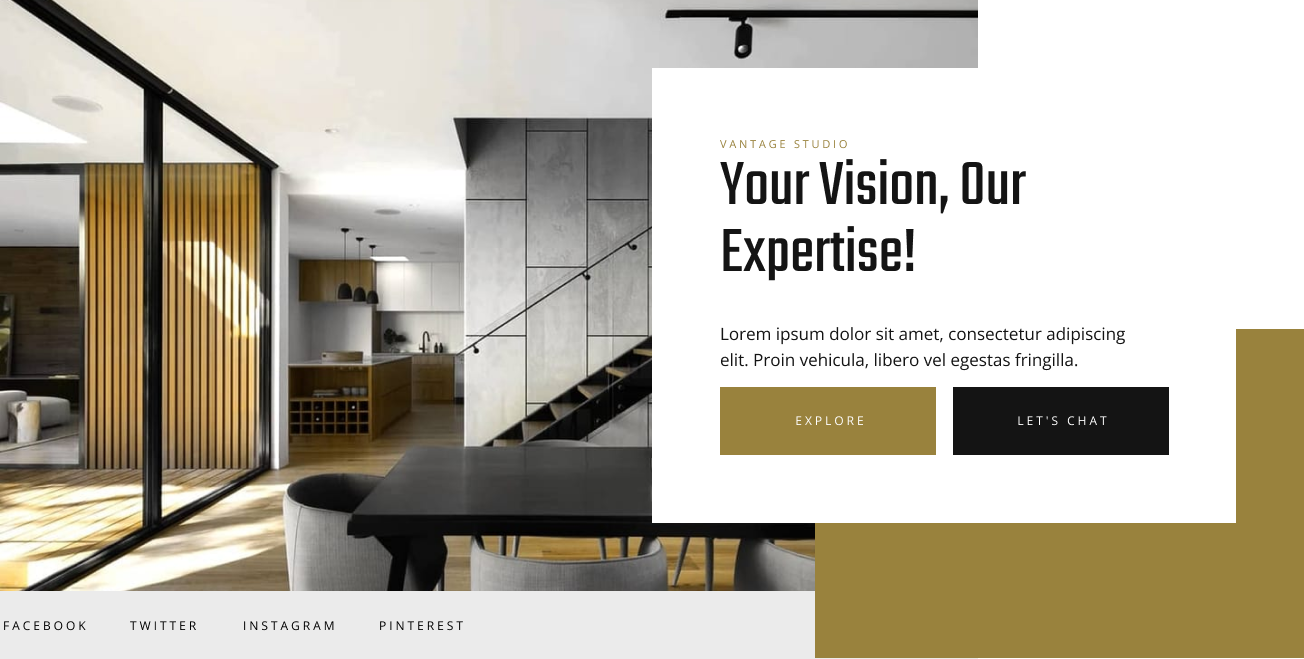 VANTAGE STUDIO
Your Vision, Our
Expertise!
Lorem ipsum dolor sit amet, consectetur adipiscing
elit. Proin vehicula, libero vel egestas fringilla.
EXPLORE LET'S CHAT
FACEBOOK TWITTER INSTAGRAM PINTEREST